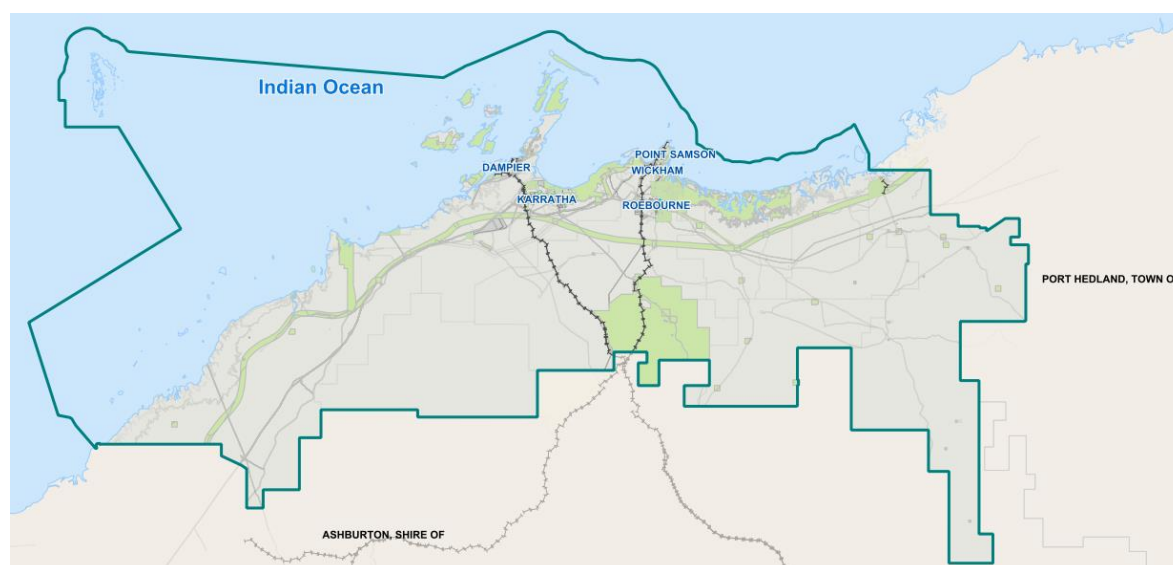 Indian Ocean
POINT SAMSON
DAMPIER
WICKHAM
KARRATHA
ROEBOURNE
PORT HEDLAND, TOWN O
ASHBURTON, SHIRE OF